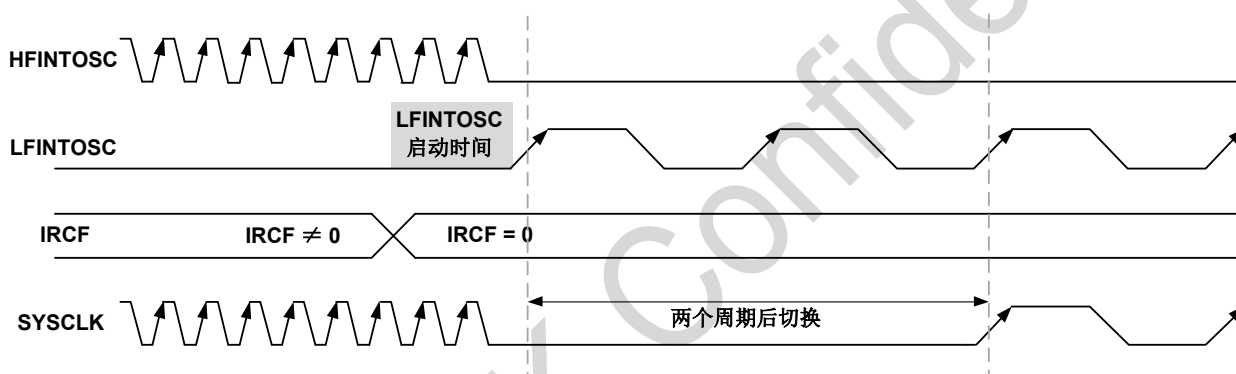 HFINTOSC
LFINTOSC
启动时间
LFINTOSC
IRCF
IRCF ≠ 0
IRCF = 0
SYSCLK
两个周期后切换
x Confide